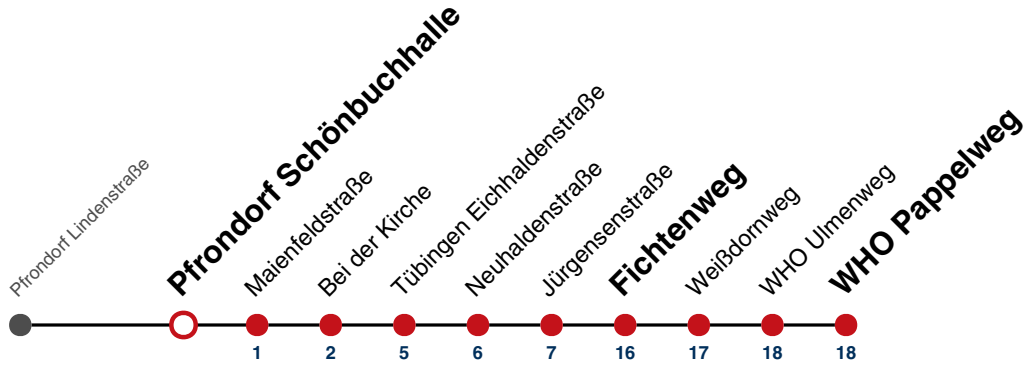 Pfrondorf Lindenstraße
Pfrondorf Schönbuchhalle
Maienfeldstraße
Bei der Kirche
Tübingen Eichhaldenstraße
Neuhaldenstraße
Jürgensenstraße
Fichtenweg
Weißdornweg
WHO Ulmenweg
WHO Pappelweg
1 2 5 6 7 16 17 18 18